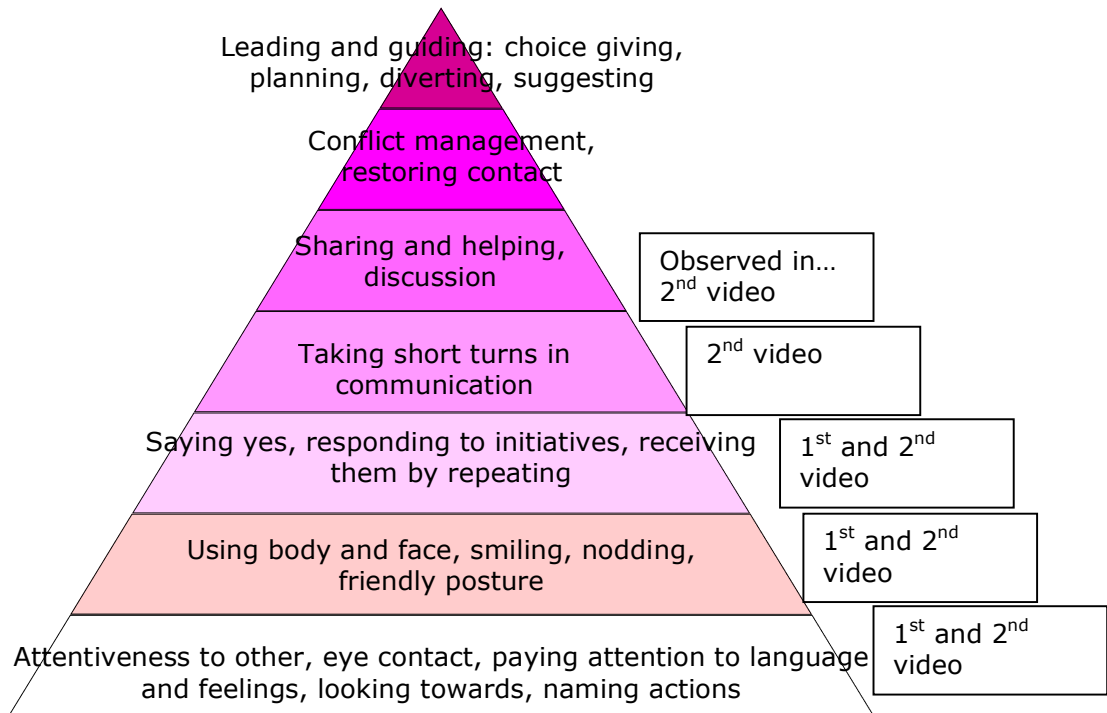 Leading and guiding: choice giving,
planning, diverting, suggesting
Conflict management,
restoring contact
Sharing and helping,
discussion
Observed in…
2nd video
Taking short turns in
communication
2nd video
Saying yes, responding to initiatives, receiving
them by repeating
1st and 2nd
video
Using body and face, smiling, nodding,
friendly posture
1st and 2nd
video
Attentiveness to other, eye contact, paying attention to language
and feelings, looking towards, naming actions
1st and 2nd
video